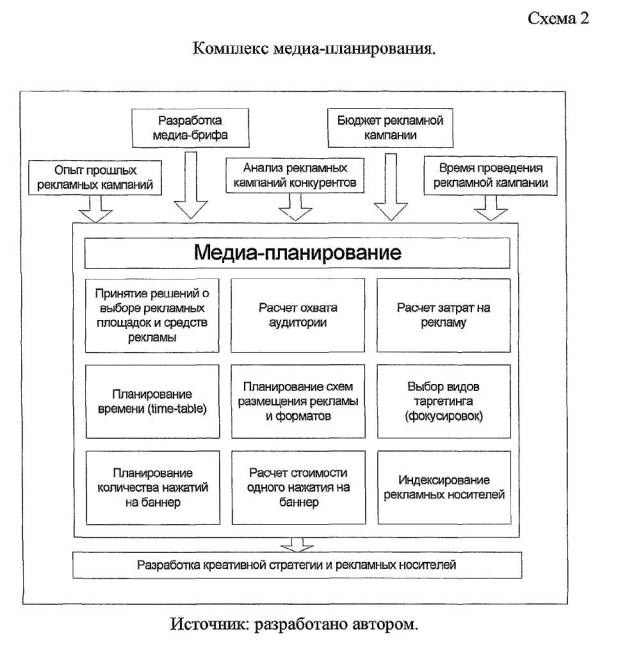 Схема 2
Комплекс медиа-планирования.
Разработка
медиа-брифа
Бюджет рекламной
кампании
Опыт прошлых
рекламных кампаний
Анализ рекламных
кампаний конкурентов
Время проведения
рекламной кампании
Медиа-планирование
Принятие решений о
выборе рекламных
площадок и средств
рекламы
Расчет охвата
аудитории
Расчет затрат на
рекламу
Планирование
времени (time-table)
Планирование схем
размещения рекламы
и форматов
Выбор видов
таргетинга
(фокусировок)
Планирование
количества нажатий
на баннер
Расчет стоимости
одного нажатия на
баннер
Индексирование
рекламных носителей
Разработка креативной стратегии и рекламных носителей
Источник: разработано автором.